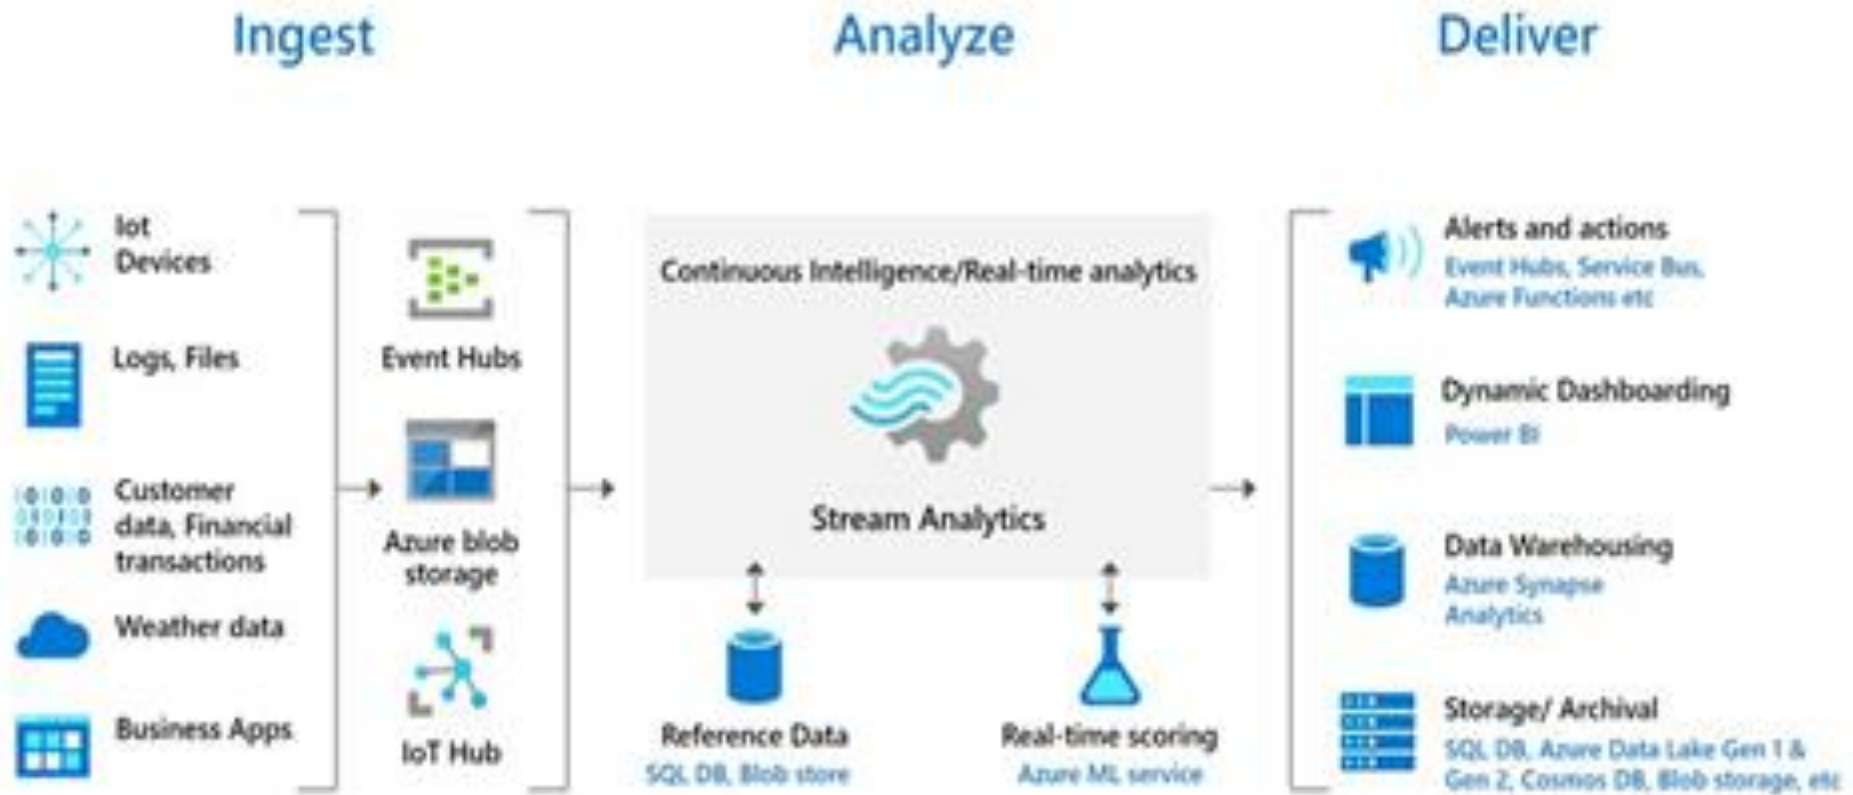 Ingest
Analyze
Deliver
Iot
Devices
Logs, Files
Customer
data, Financial
transactions
Weather data
Business Apps
Event Hubs
Azure blob
storage
IoT Hub
Continuous Intelligence/Real-time analytics
Stream Analytics
Reference Data
SQL DB, Blob store
Real-time scoring
Azure ML service
Alerts and actions
Event Hubs, Service Bus,
Azure Functions etc
Dynamic Dashboarding
Power BI
Data Warehousing
Azure Synapse
Analytics
Storage/ Archival
SQL DB, Azure Data Lake Gen 1 &
Gen 2, Cosmos DB, Blob storage, etc